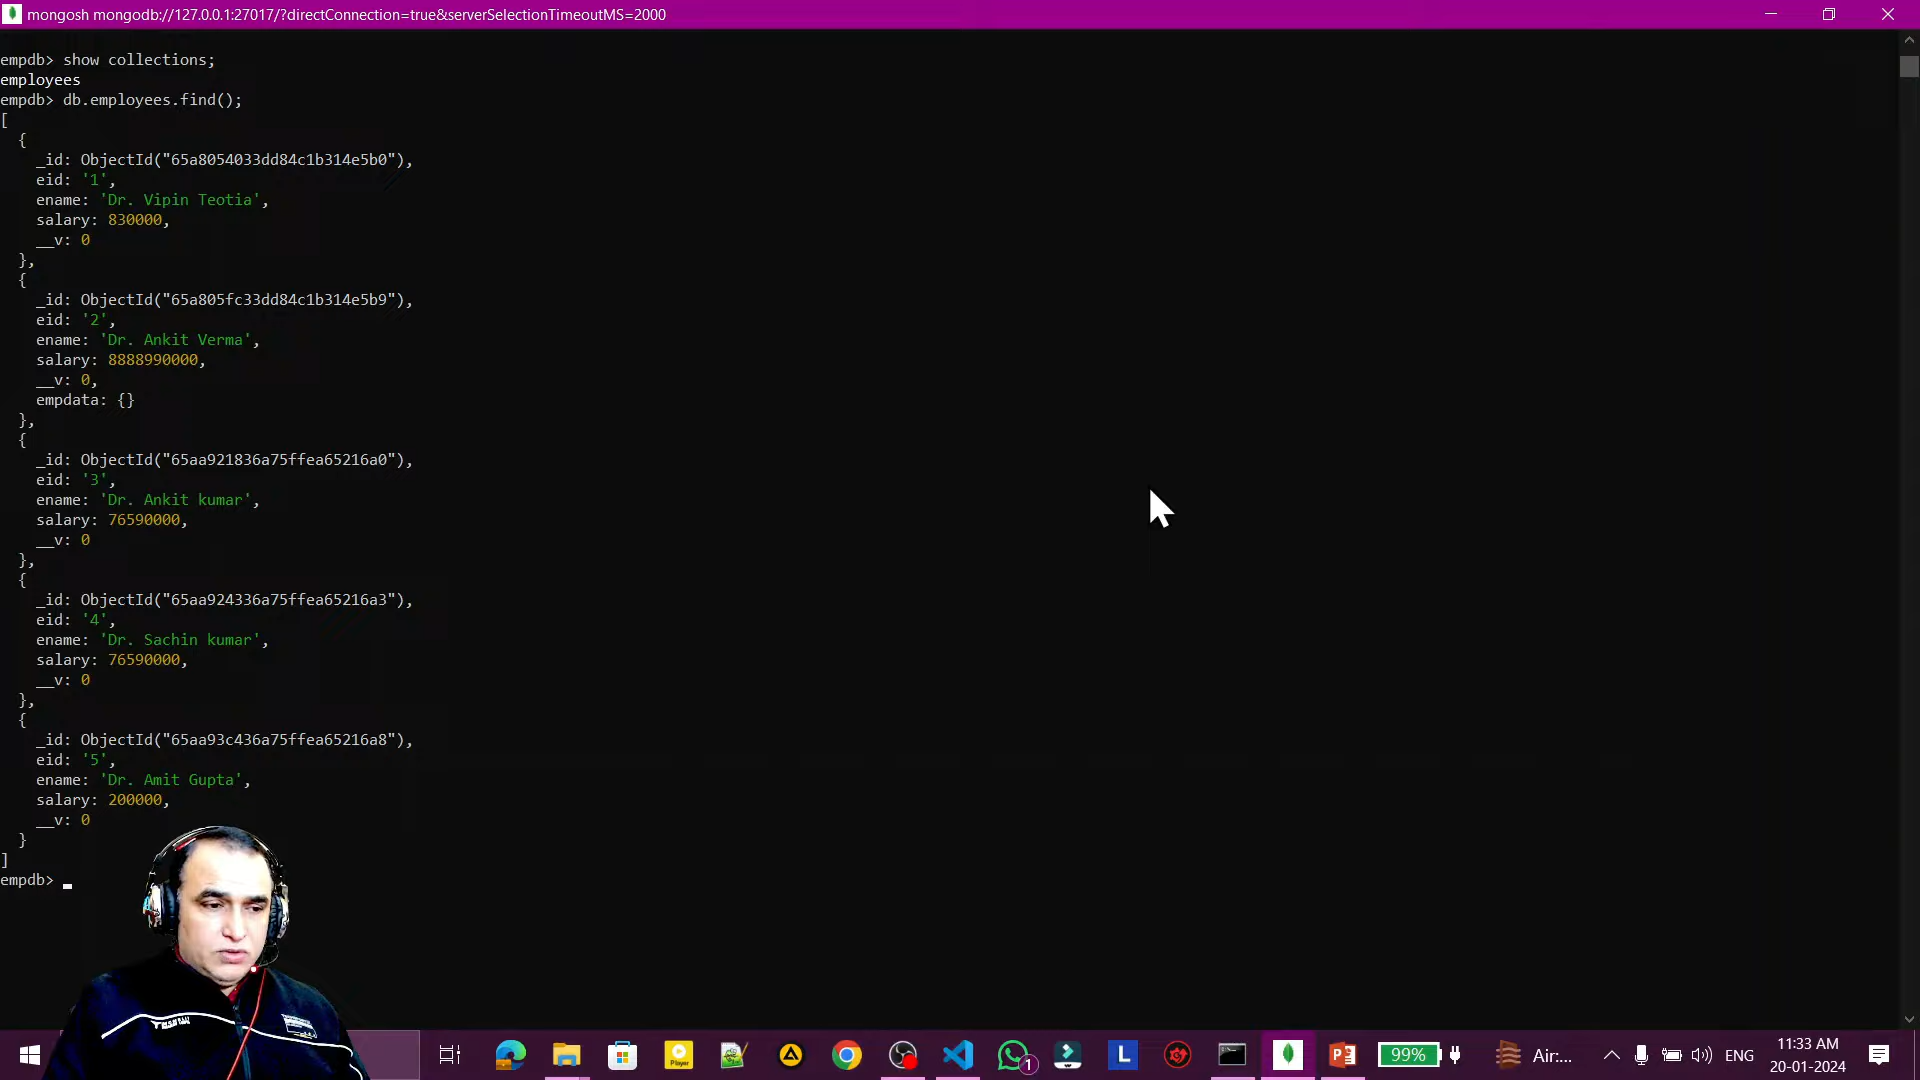 mongosh mongodb://127.0.0.1:27017/?directConnection=true&serverSelectionTimeoutMS=2000
empdb> show collections;
employees
empdb> db.employees.find();
[
  {
    _id: ObjectId("65a8054033dd84c1b314e5b0"),
    eid: '1',
    ename: 'Dr. Vipin Teotia',
    salary: 830000,
    __v: 0
  },
  {
    _id: ObjectId("65a805fc33dd84c1b314e5b9"),
    eid: '2',
    ename: 'Dr. Ankit Verma',
    salary: 8888990000,
    __v: 0,
    empdata: {}
  },
  {
    _id: ObjectId("65aa921836a75ffea65216a0"),
    eid: '3',
    ename: 'Dr. Ankit kumar',
    salary: 76590000,
    __v: 0
  },
  {
    _id: ObjectId("65aa924336a75ffea65216a3"),
    eid: '4',
    ename: 'Dr. Sachin kumar',
    salary: 76590000,
    __v: 0
  },
  {
    _id: ObjectId("65aa93c436a75ffea65216a8"),
    eid: '5',
    ename: 'Dr. Amit Gupta',
    salary: 200000,
    __v: 0
  }
]
empdb>
Player
1
L
P
99%
Air:...
ENG
11:33 AM
20-01-2024